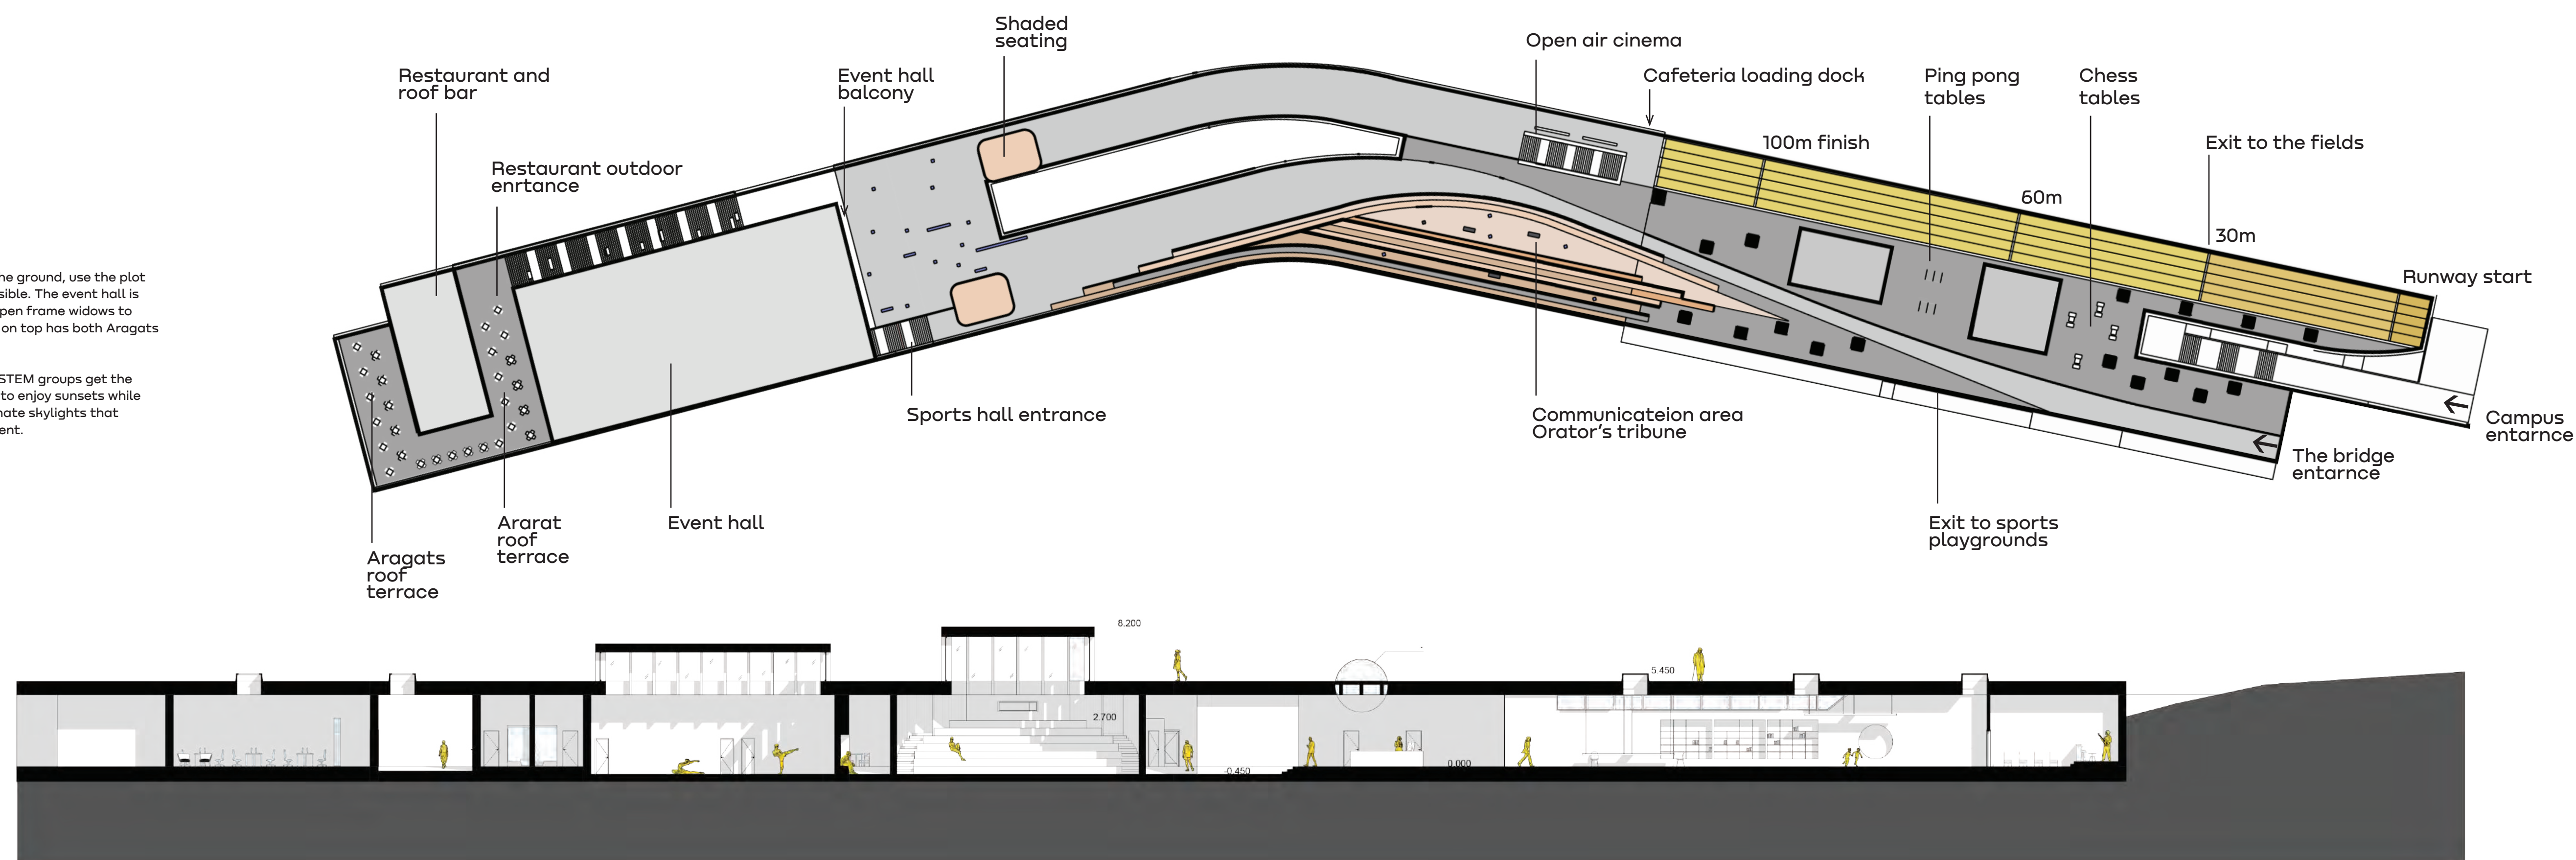 he ground, use the plot
sible. The event hall is
pen frame widows to
on top has both Aragats
STEM groups get the
to enjoy sunsets while
nate skylights that
ent.
Restaurant and
roof bar
Restaurant outdoor
enrtance
Event hall
balcony
Shaded
seating
Open air cinema
Cafeteria loading dock
100m finish
Ping pong
tables
Chess
tables
60m
Exit to the fields
30m
Runway start
Campus
entarnce
The bridge
entarnce
Exit to sports
playgrounds
Communicateion area
Orator's tribune
Sports hall entrance
Event hall
Ararat
roof
terrace
Aragats
roof
terrace
8.200
5 450
2.700
-0.450
0.000